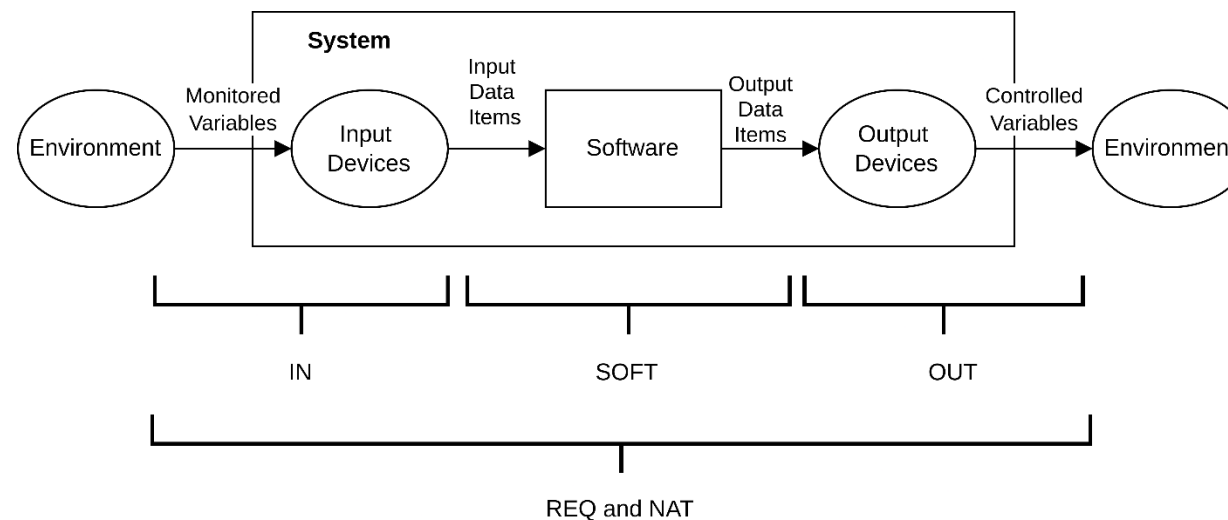 System
Environment
Monitored
Variables
Input
Devices
Input
Data
Items
Software
Output
Data
Items
Output
Devices
Controlled
Variables
Environmen
IN
SOFT
OUT
REQ and NAT